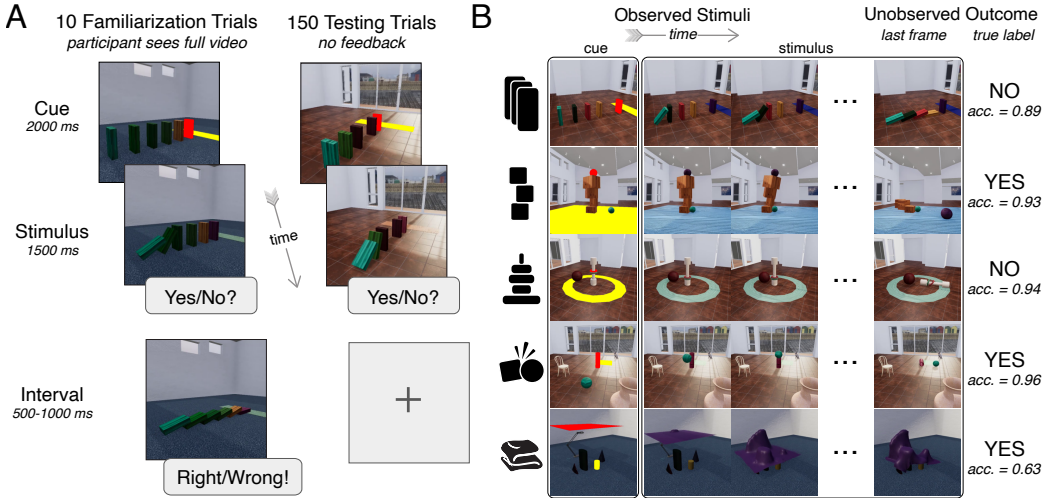 A
10 Familiarization Trials
participant sees full video
150 Testing Trials
no feedback
Cue
2000 ms
Stimulus
1500 ms
time
Yes/No?
Yes/No?
Interval
500-1000 ms
Right/Wrong!
B
Observed Stimuli
Unobserved Outcome
time
last frame
true label
cue
stimulus
...
NO
acc. = 0.89
...
YES
acc. = 0.93
...
NO
acc. = 0.94
...
YES
acc. = 0.96
...
YES
acc. = 0.63